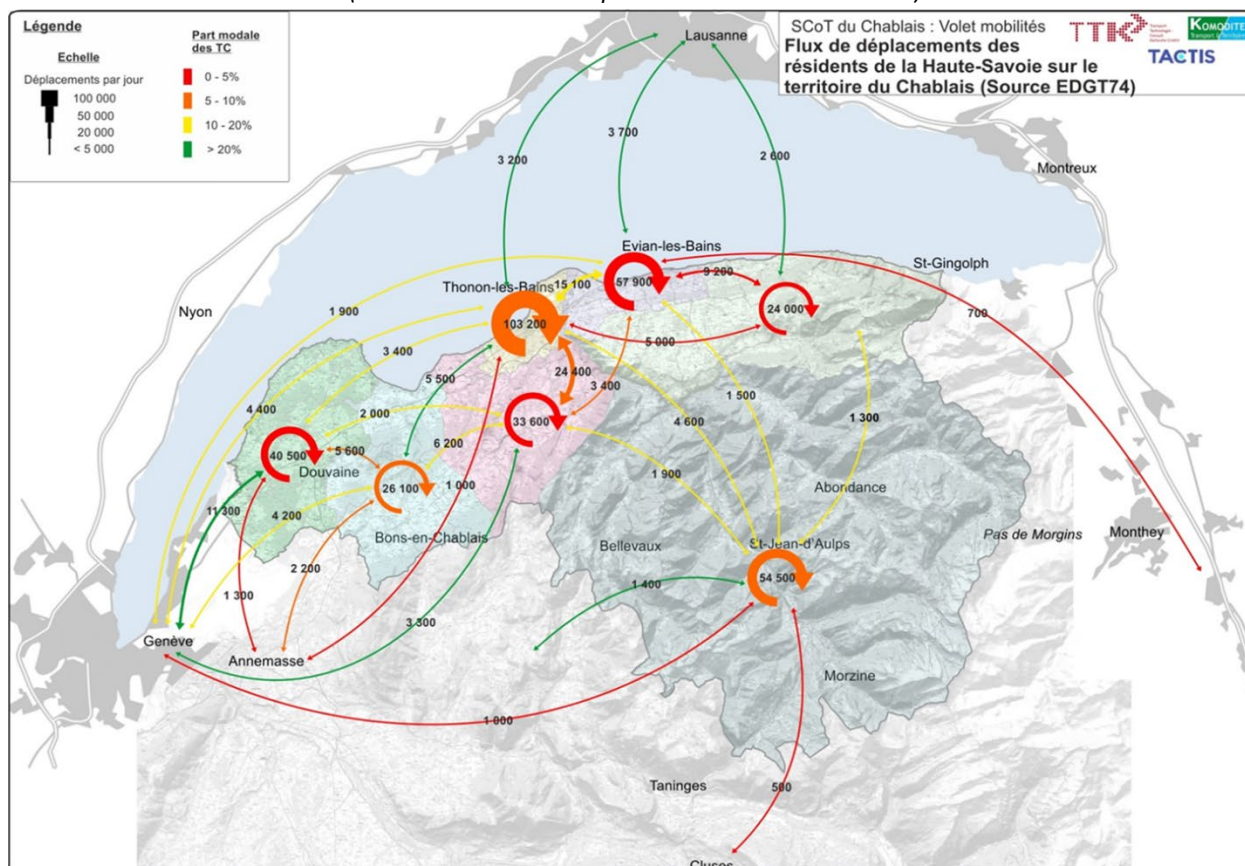 Légende
Echelle
Déplacements par jour
100 000
50 000
20 000
< 5 000
Part modale
des TC
0 - 5%
5 - 10%
10 - 20%
> 20%
SCoT du Chablais : Volet mobilités
Flux de déplacements des
résidents de la Haute-Savoie sur le
territoire du Chablais (Source EDGT74)
TTK
KOMODITÉ
TACTIS
Lausanne
Montreux
3 700
3 200
2 600
Evian-les-Bains
St-Gingolph
Thonon-les-Bains
15 100
57 900
9 200
24 000
700
Nyon
1 900
103 200
5 000
3 400
24 400
3 400
5 500
4 400
2 000
1 500
4 600
1 300
33 600
6 200
40 500
5 600
Douvaine
1 900
26 100
1 000
Abondance
11 300
4 200
Bons-en-Chablais
Bellevaux
St-Jean-d'Aulps
Pas de Morgins
Monthey
2 200
1 400
54 500
1 300
3 300
Genève
Annemasse
Morzine
1 000
Taninges
500
Cluses